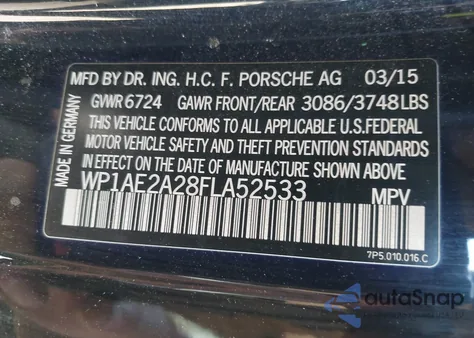 MFD BY DR. ING. H.C. F. PORSCHE AG 03/15
GWR 6724 GAWR FRONT/REAR 3086/3748LBS
THIS VEHICLE CONFORMS TO ALL APPLICABLE U.S.FEDERAL
MOTOR VEHICLE SAFETY AND THEFT PREVENTION STANDARDS
IN EFFECT ON THE DATE OF MANUFACTURE SHOWN ABOVE
WP1AE2A28FLA52533 MPV
MADE IN GERMANY
7P5.010.016.C
autoSnap